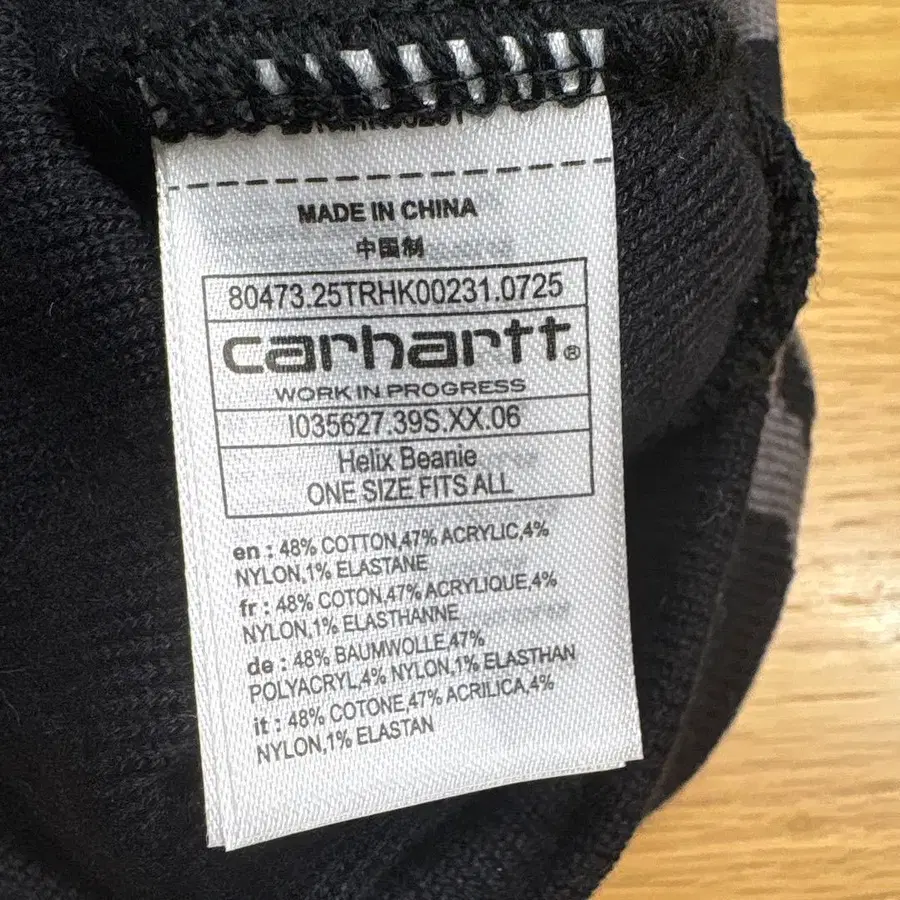 MADE IN CHINA
中國制
80473.25TRHK00231.0725
carhartt®
WORK IN PROGRESS
I035627.39S.XX.06
Helix Beanie
ONE SIZE FITS ALL
en : 48% COTTON,47% ACRYLIC,4%
NYLON,1% ELASTANE
fr : 48% COTON,47% ACRYLIQUE,4%
NYLON,1% ELASTHANNE
de : 48% BAUMWOLLE,47%
POLYACRYL,4% NYLON,1% ELASTHAN
it : 48% COTONE,47% ACRILICA,4%
NYLON,1% ELASTAN